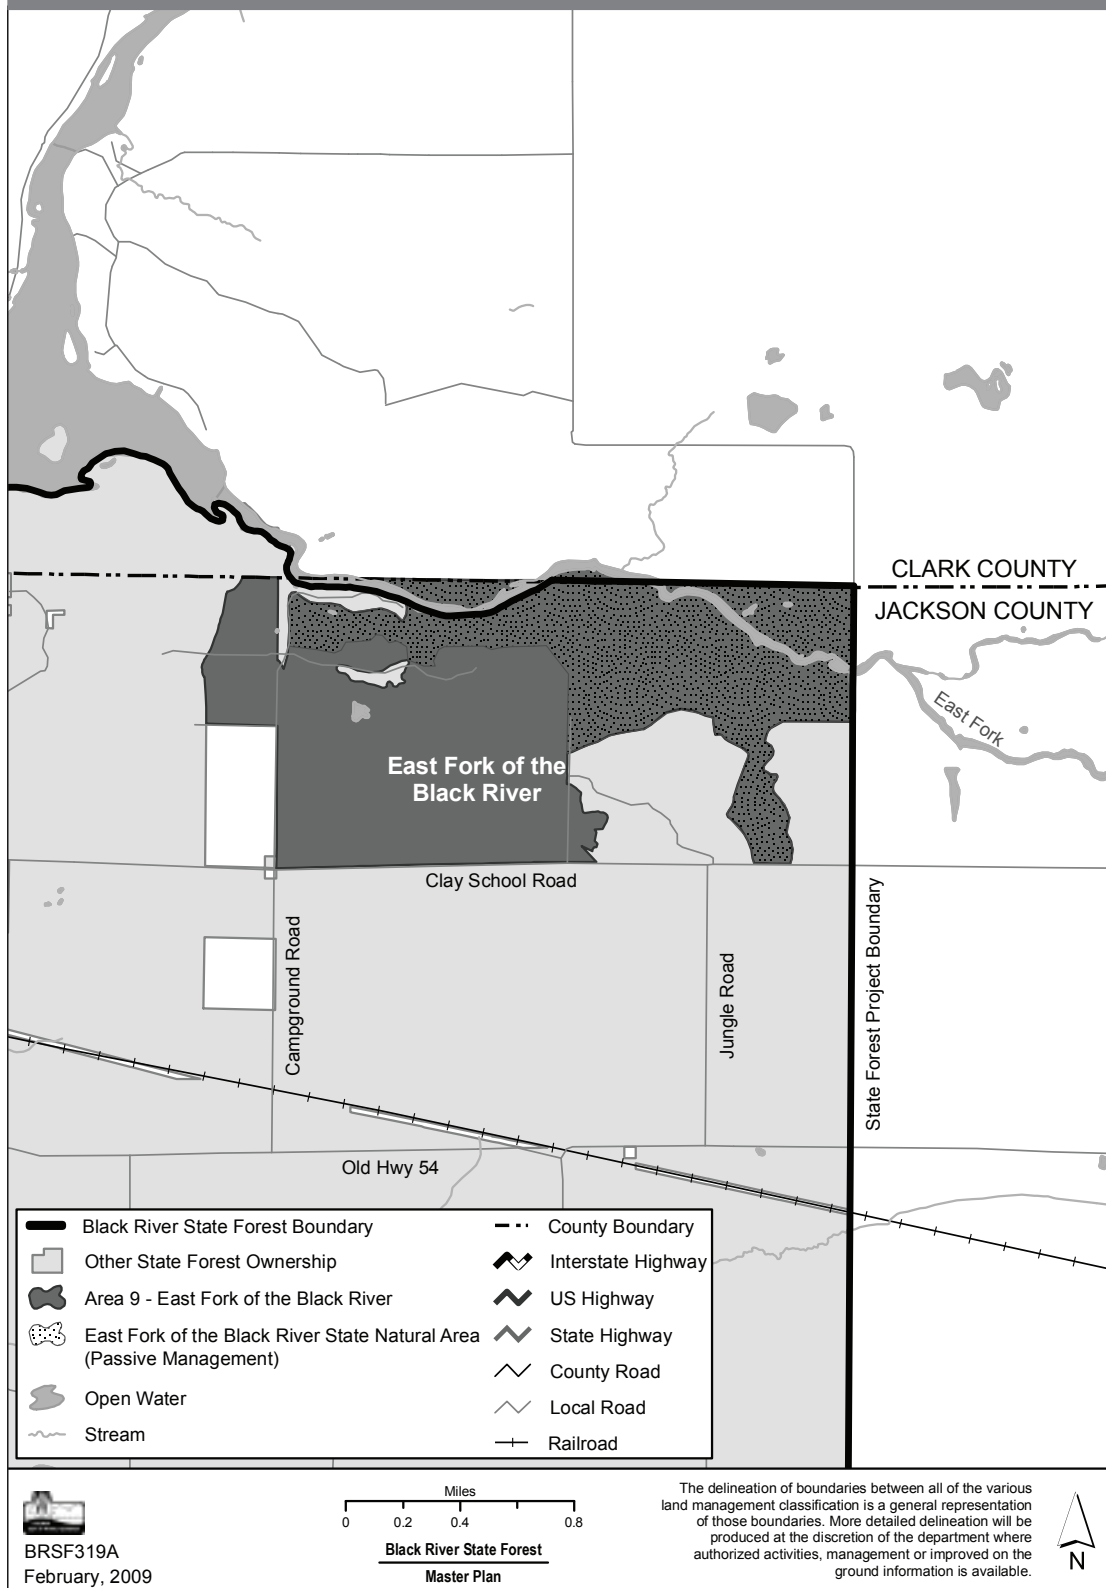 CLARK COUNTY
JACKSON COUNTY
East Fork
East Fork of the
Black River
Clay School Road
Campground Road
Jungle Road
State Forest Project Boundary
Old Hwy 54
Black River State Forest Boundary
Other State Forest Ownership
Area 9 - East Fork of the Black River
East Fork of the Black River State Natural Area
(Passive Management)
Open Water
Stream
County Boundary
Interstate Highway
US Highway
State Highway
County Road
Local Road
Railroad
BRSF319A
February, 2009
Miles
0 0.2 0.4 0.8
Black River State Forest
Master Plan
The delineation of boundaries between all of the various
land management classification is a general representation
of those boundaries. More detailed delineation will be
produced at the discretion of the department where
authorized activities, management or improved on the
ground information is available.
N